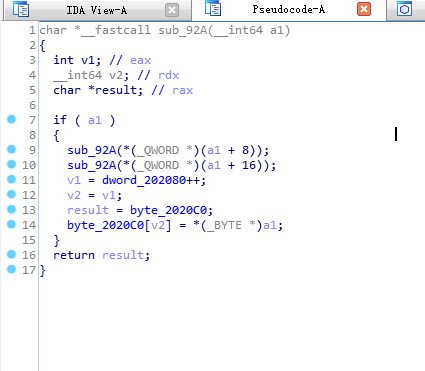 IDA View-A Pseudocode-A
1 char *__fastcall sub_92A(__int64 a1)
2 {
3 int v1; // eax
4 __int64 v2; // rdx
5 char *result; // rax
6
7 if ( a1 )
8 {
9 sub_92A(*(_QWORD *)(a1 + 8));
10 sub_92A(*(_QWORD *)(a1 + 16));
11 v1 = dword_202080++;
12 v2 = v1;
13 result = byte_2020C0;
14 byte_2020C0[v2] = *(_BYTE *)a1;
15 }
16 return result;
17 }